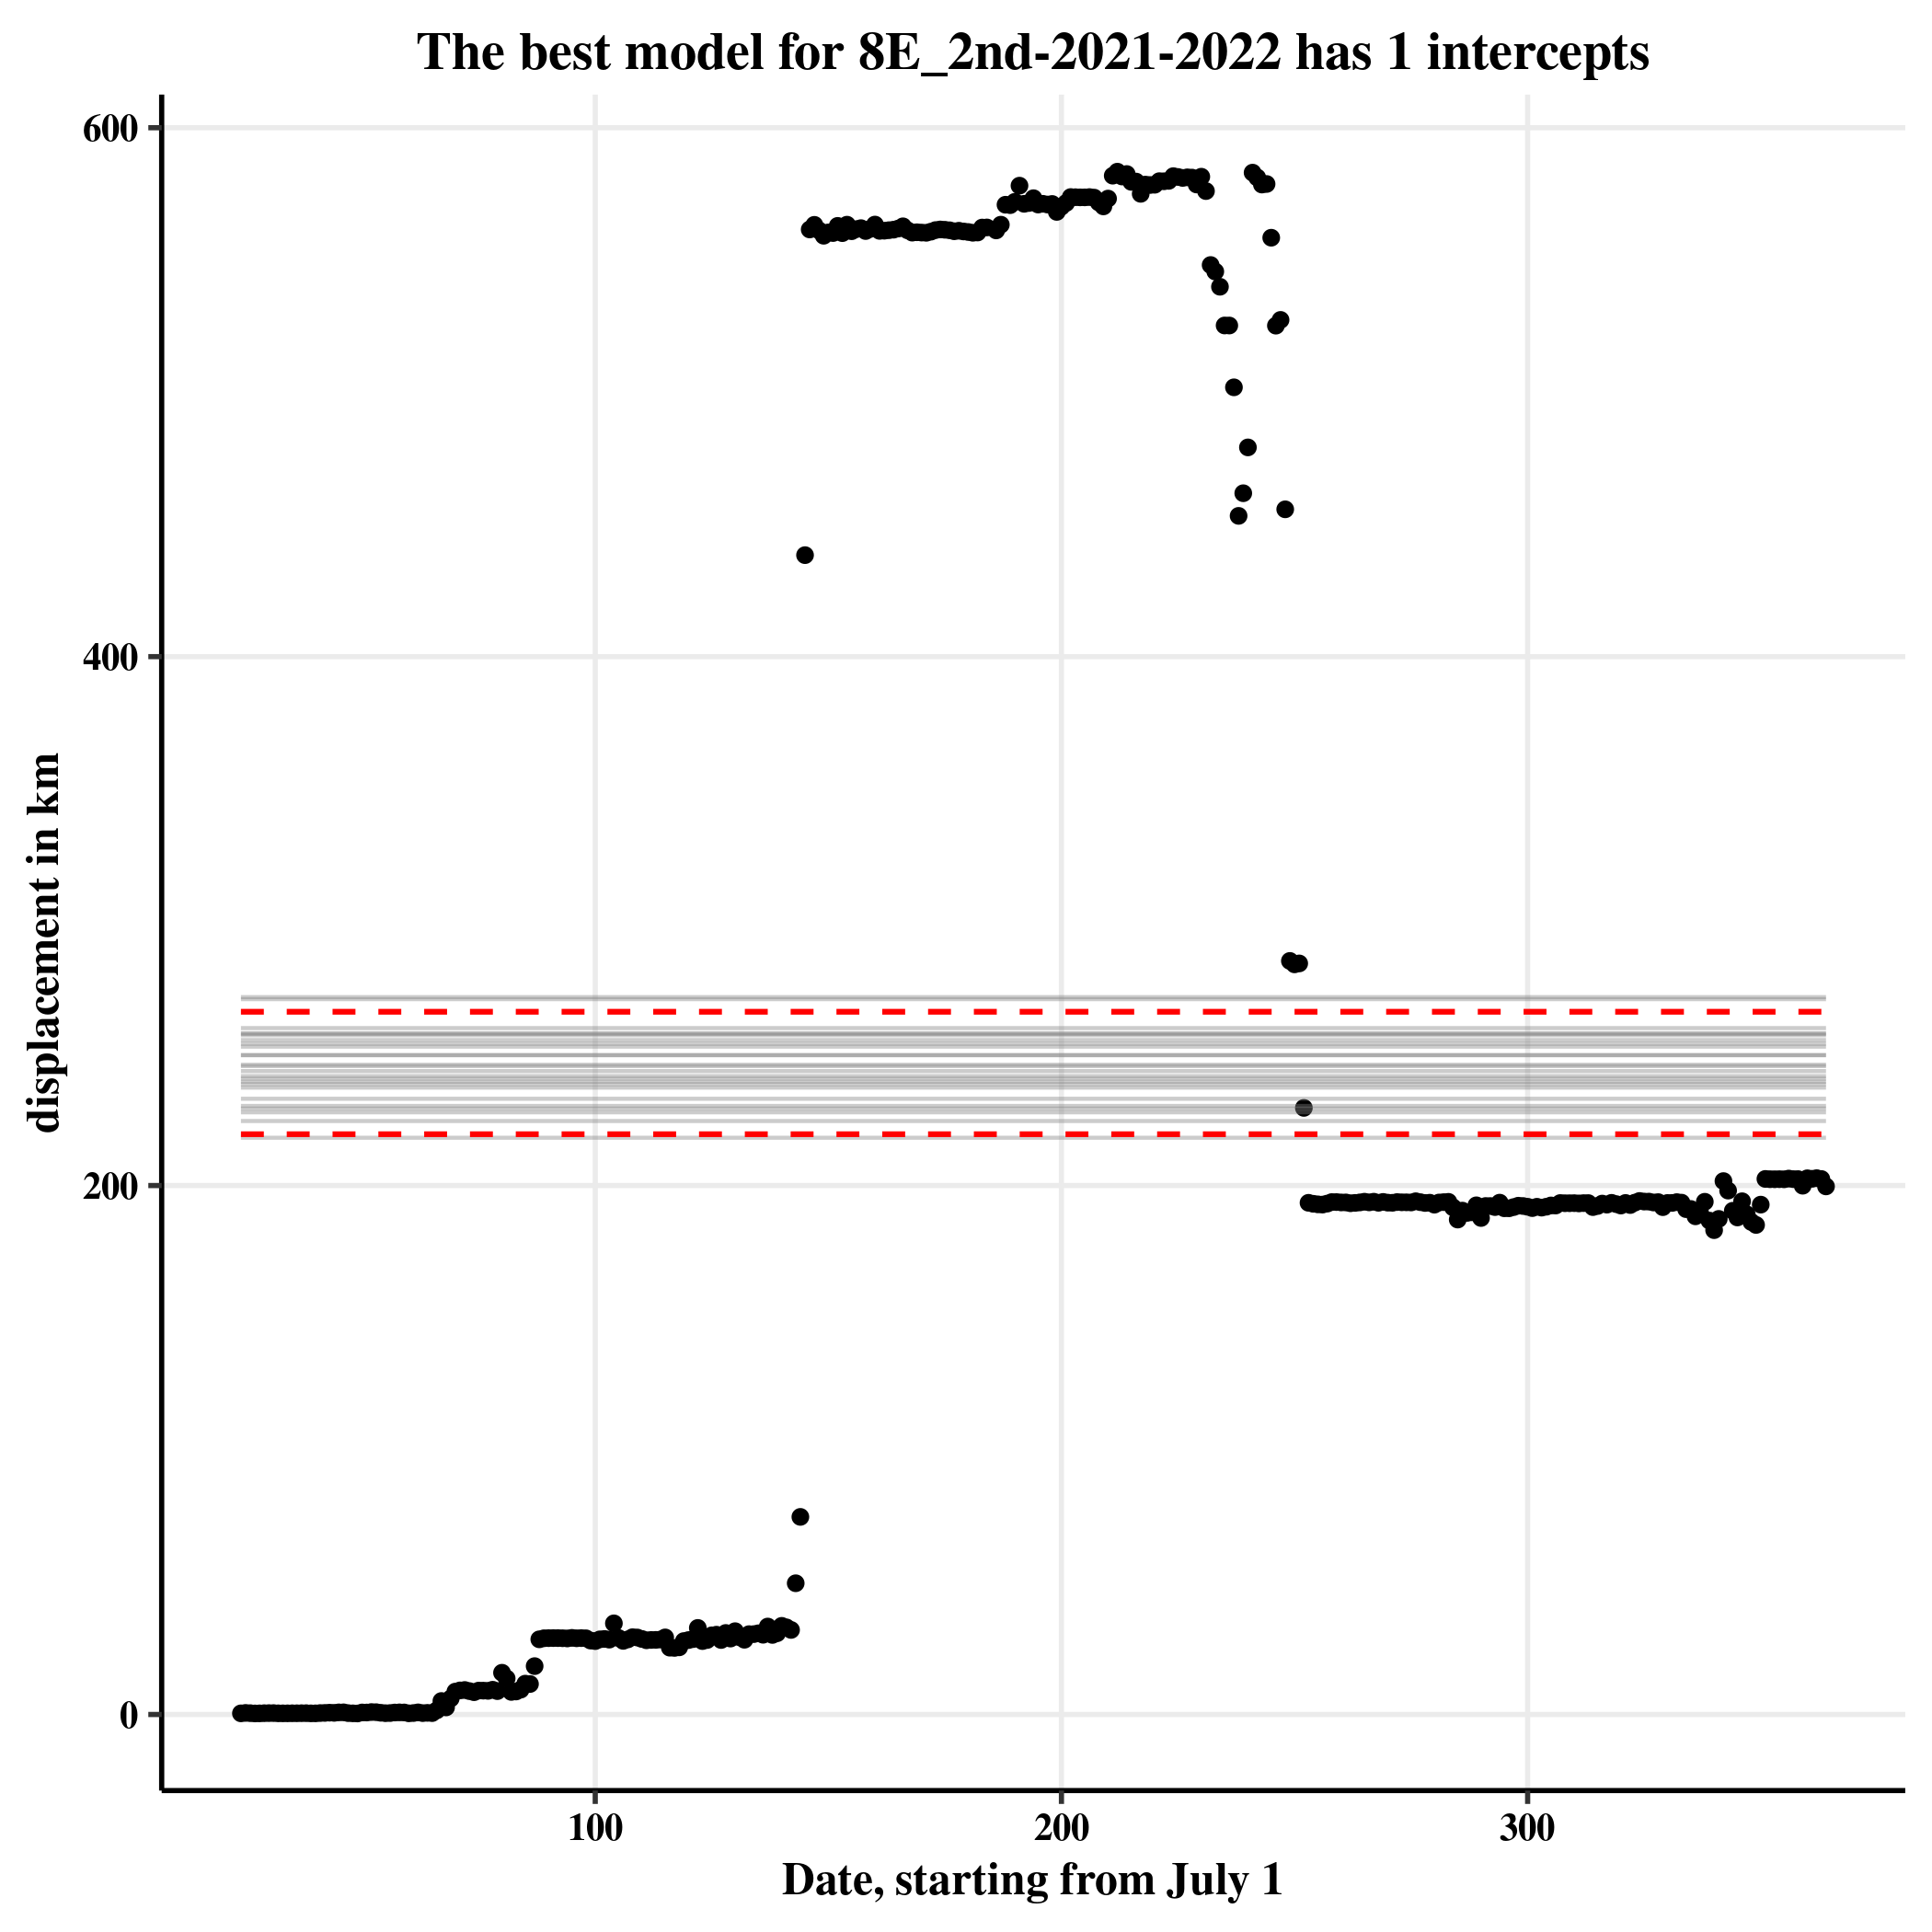 The best model for 8E_2nd-2021-2022 has 1 intercepts
600
400
200
0
displacement in km
100 200 300
Date, starting from July 1